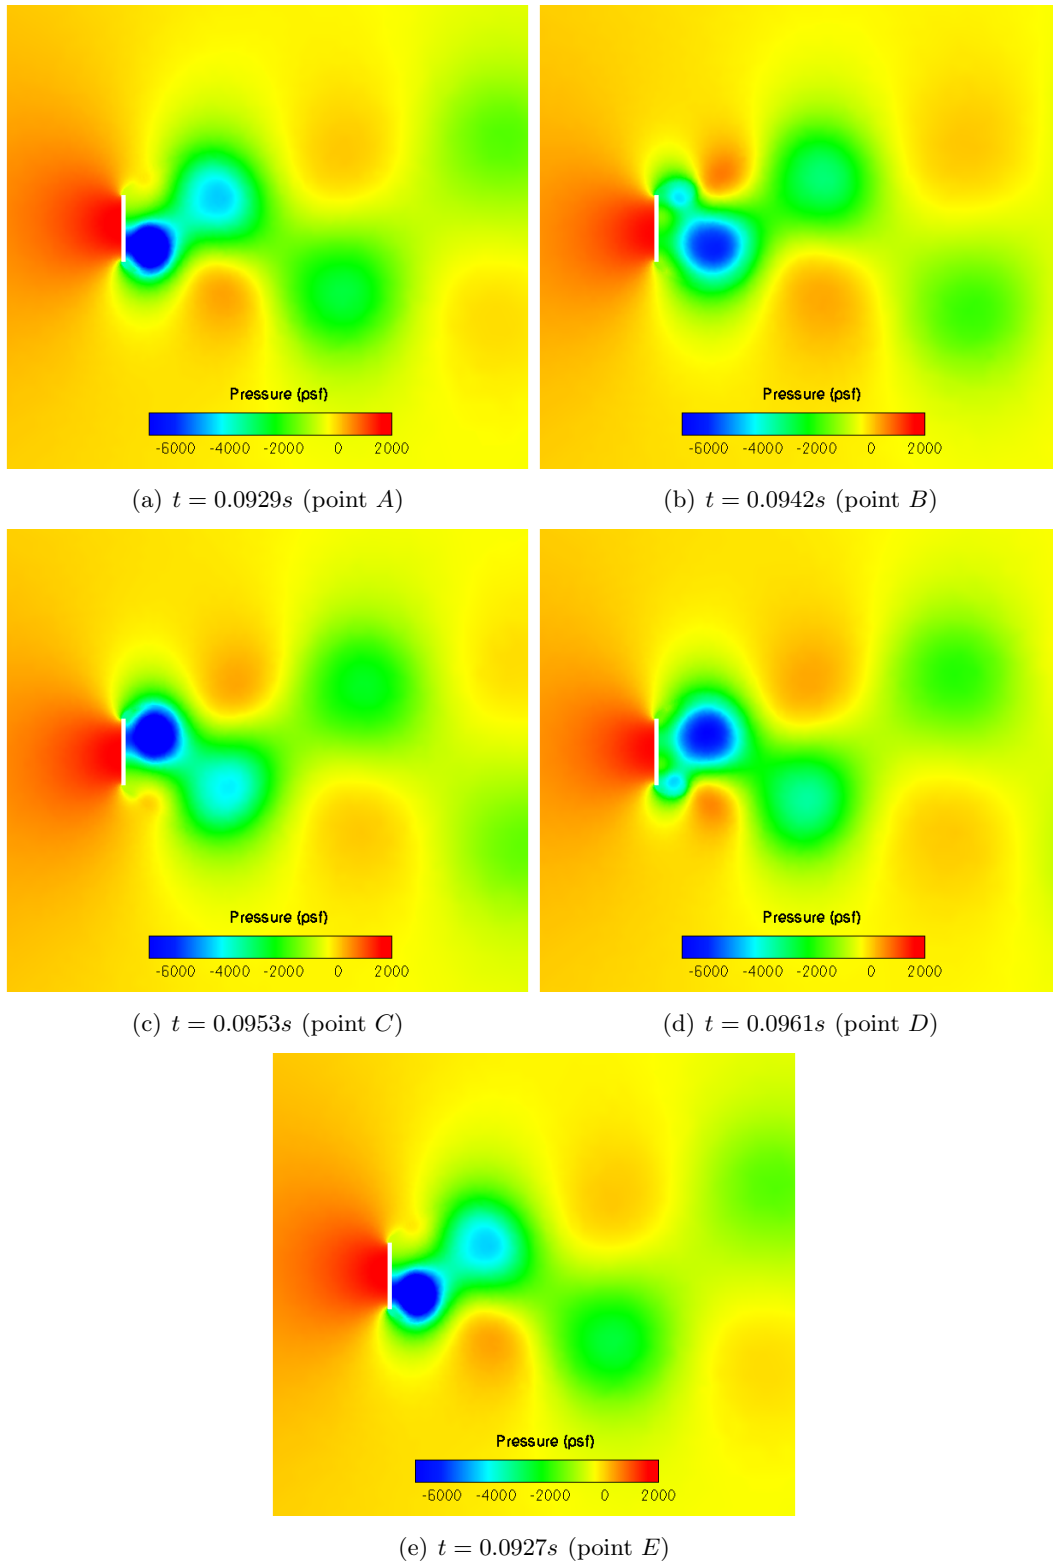 Pressure (psf)
-6000 -4000 -2000 0 2000
Pressure (psf)
-6000 -4000 -2000 0 2000
(a) t = 0.0929s (point A)
(b) t = 0.0942s (point B)
Pressure (psf)
-6000 -4000 -2000 0 2000
Pressure (psf)
-6000 -4000 -2000 0 2000
(c) t = 0.0953s (point C)
(d) t = 0.0961s (point D)
Pressure (psf)
-6000 -4000 -2000 0 2000
(e) t = 0.0927s (point E)